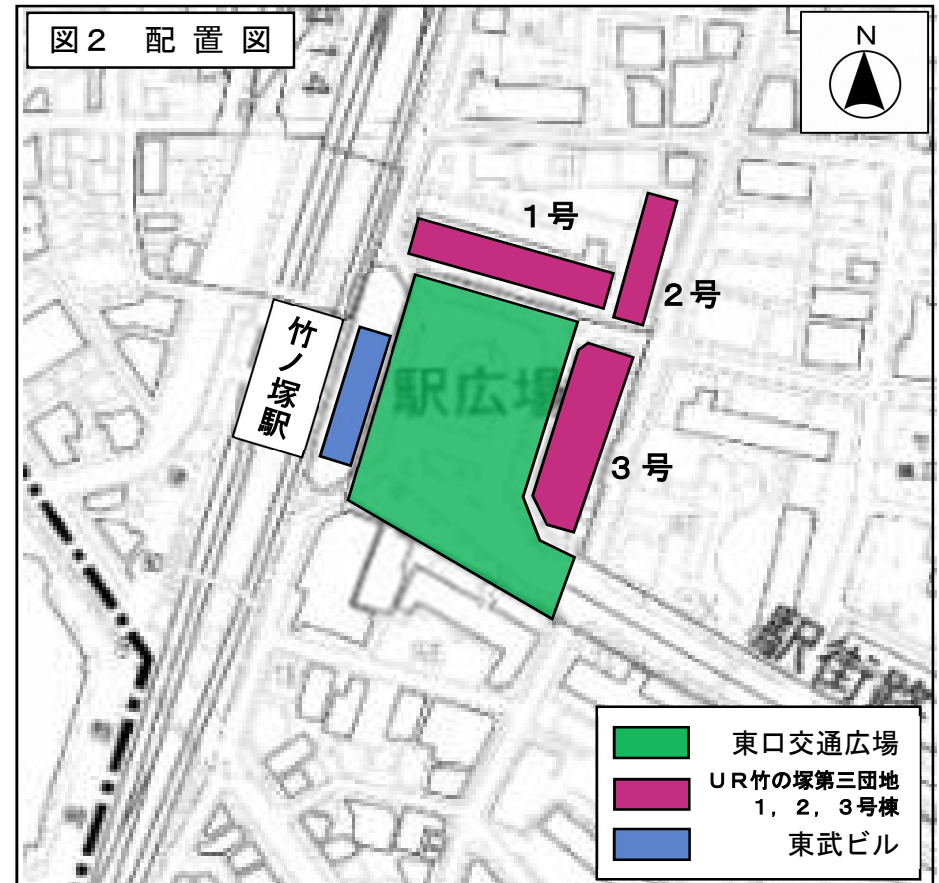 図2 配置図
N
1号
2号
竹ノ塚駅
駅広場
3号
駅街路
東口交通広場
UR竹の塚第三団地
1,2,3号棟
東武ビル